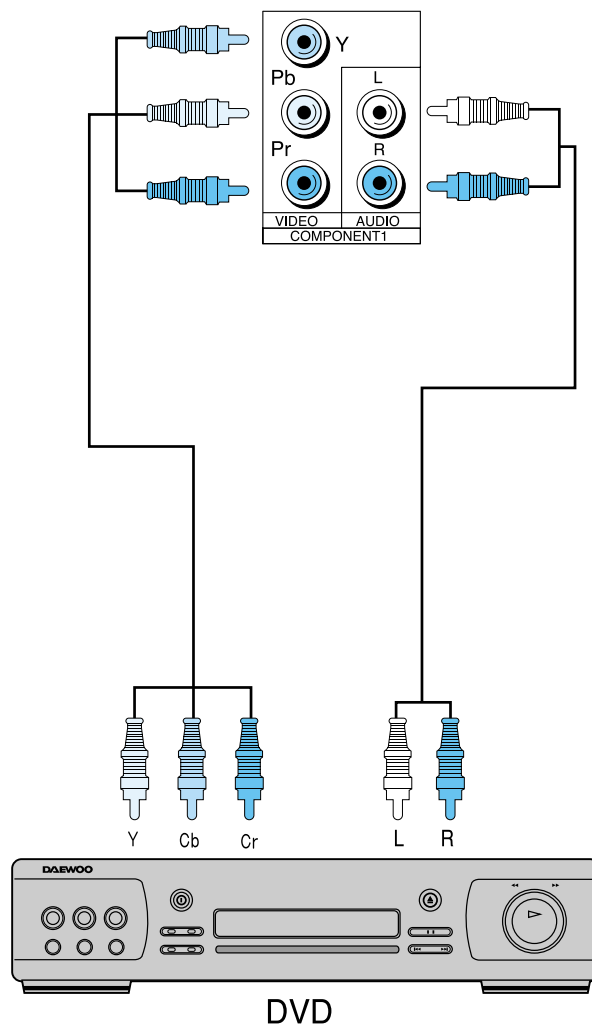 Y
Pb
L
Pr
R
VIDEO AUDIO
COMPONENT1
Y Cb Cr L R
DAEWOO
DVD